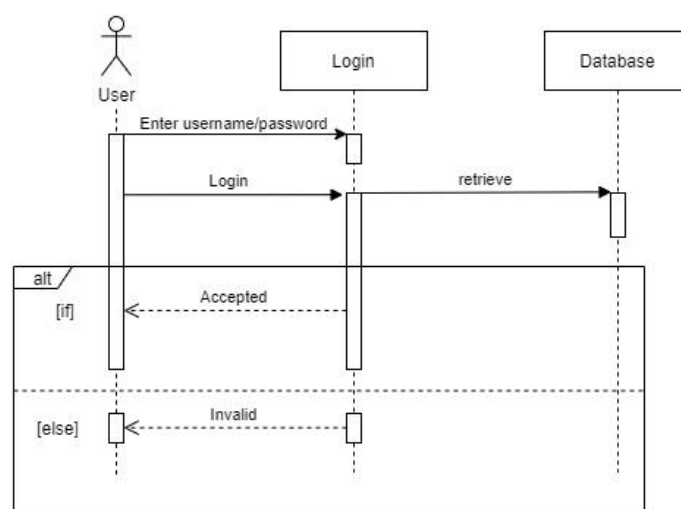 Login
Database
User
Enter username/password
Login
retrieve
alt
[if]
Accepted
[else]
Invalid